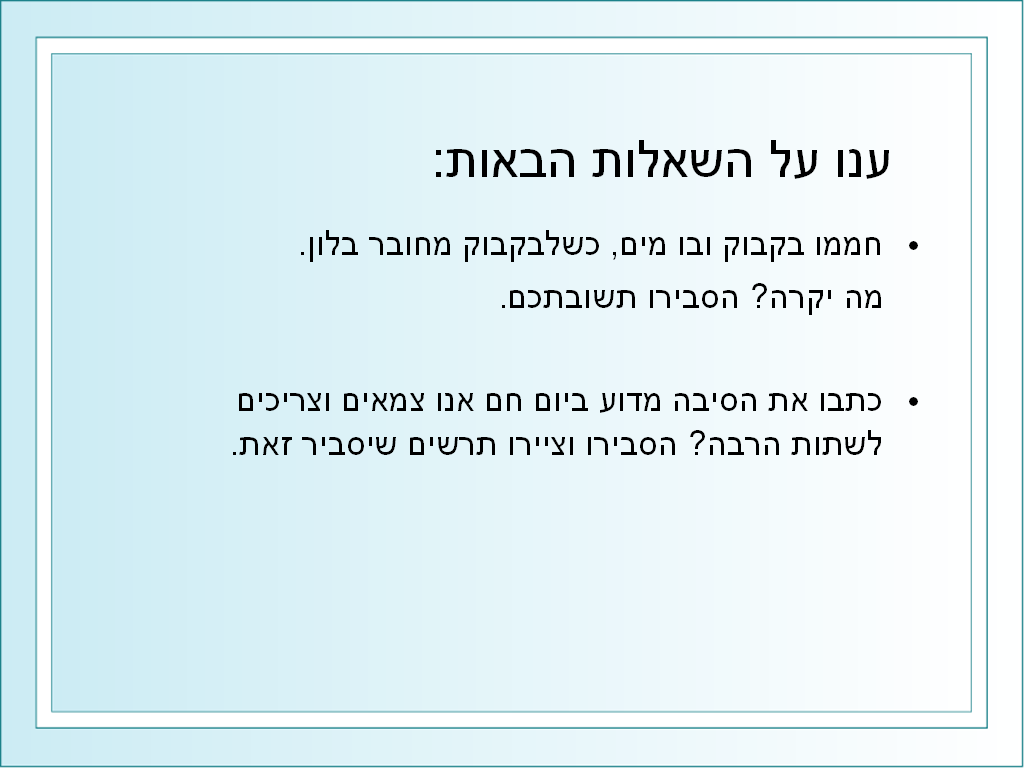 ענו על השאלות הבאות:
• חממו בקבוק ובו מים, כשלבקבוק מחובר בלון.
מה יקרה? הסבירו תשובתכם.
• כתבו את הסיבה מדוע ביום חם אנו צמאים וצריכים
לשתות הרבה? הסבירו וציירו תרשים שיסביר זאת.